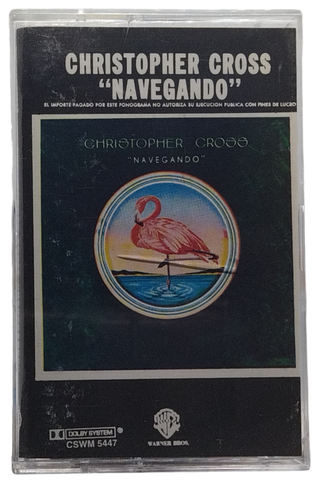 CHRISTOPHER CROSS
"NAVEGANDO"
EL IMPORTE PAGADO POR ESTE FONOGRAMA NO AUTORIZA SU EJECUCION PUBLICA CON FINES DE LUCRO
CHRISTOPHER CROSS
"NAVEGANDO"
DOLBY SYSTEM
CSWM 5447
WARNER BROS.